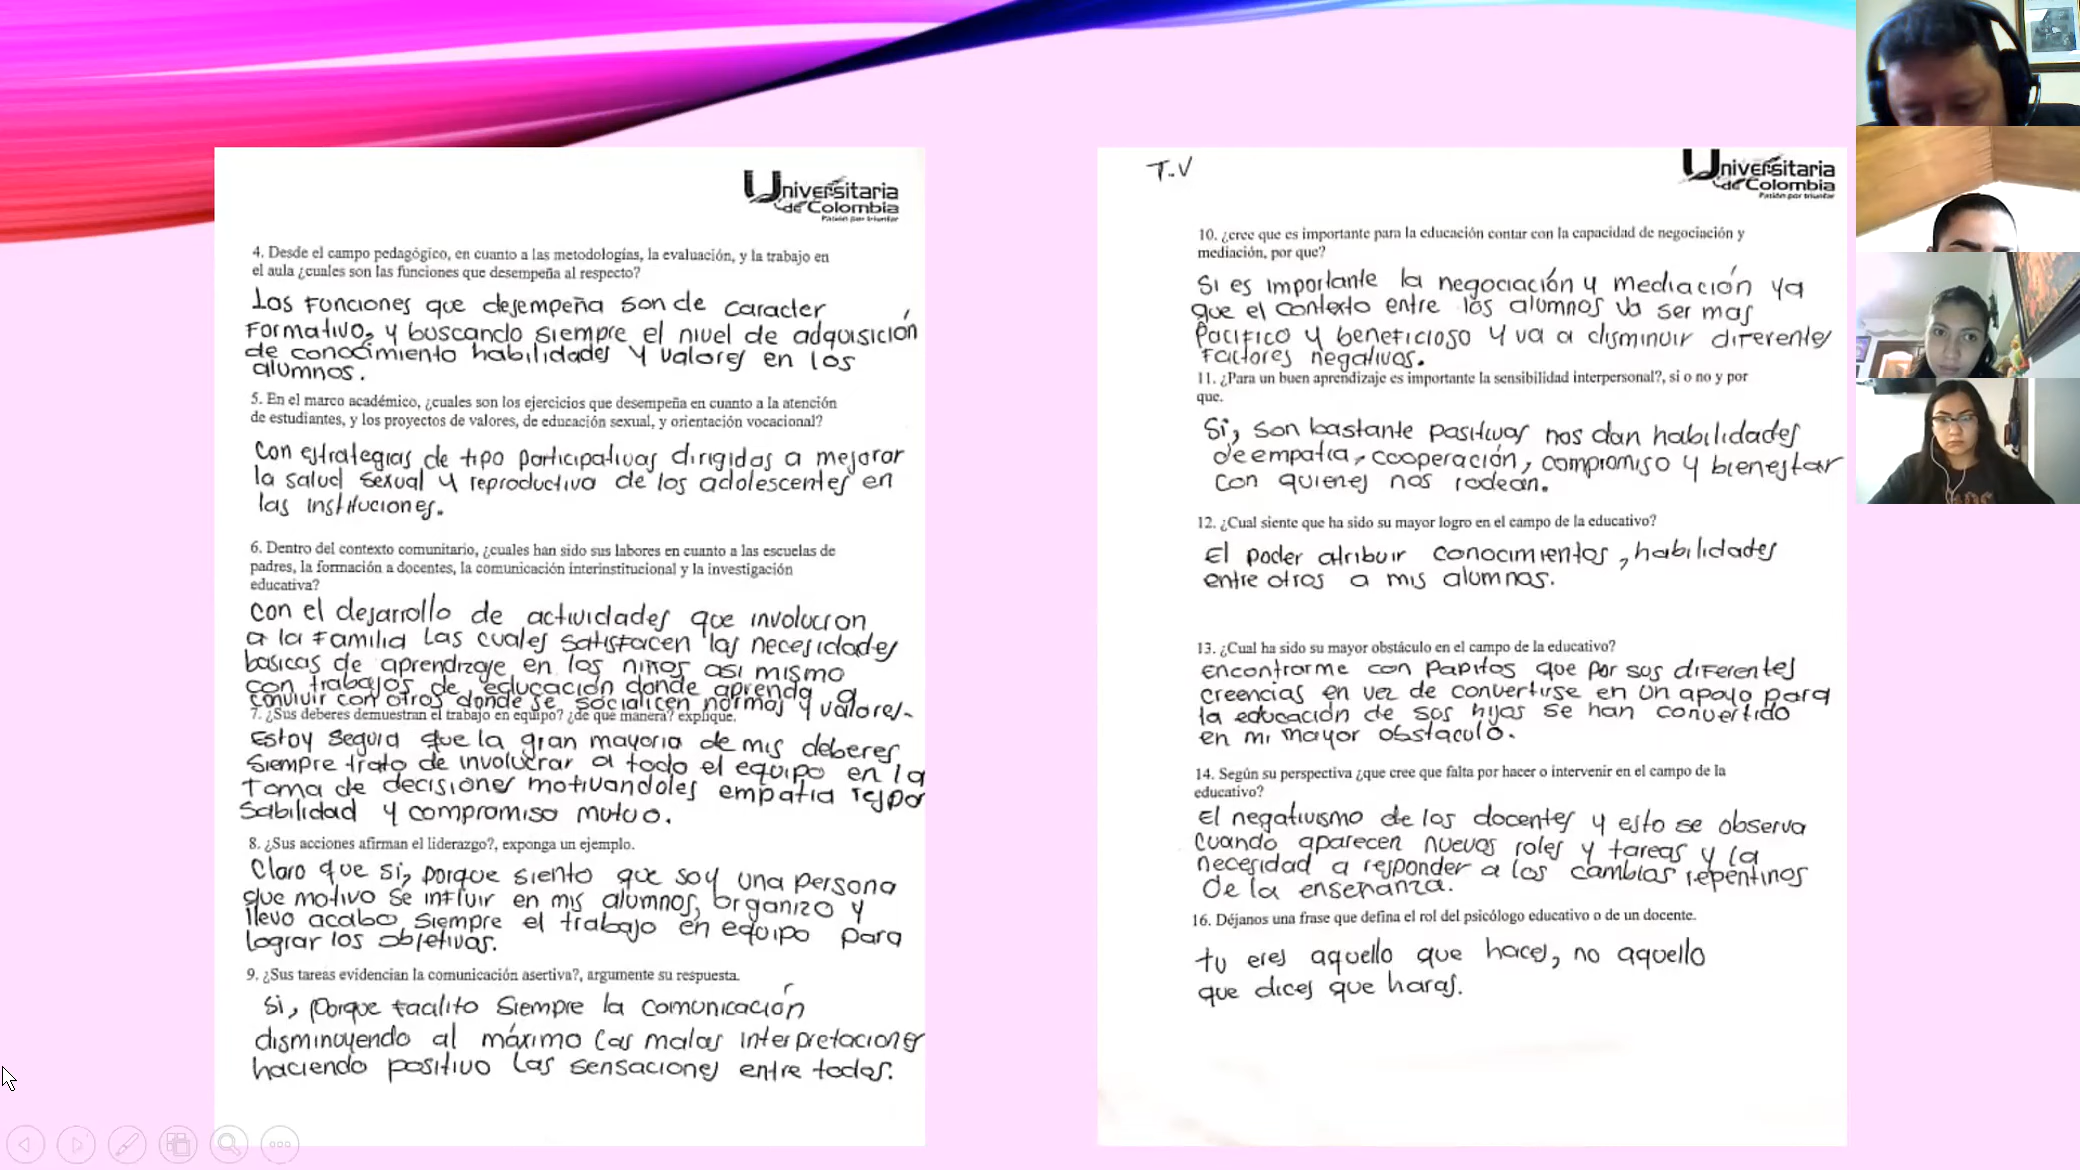 Universitaria
de Colombia
Pasión por triunfar
4. Desde el campo pedagógico, en cuanto a las metodologías, la evaluación, y la trabajo en
el aula ¿cuales son las funciones que desempeña al respecto?
Las Funciones que desempeña son de caracter
Formativo, y buscando siempre el nivel de adquisición
de conocimiento habilidades y valores en los
alumnos.
5. En el marco académico, ¿cuales son los ejercicios que desempeña en cuanto a la atención
de estudiantes, y los proyectos de valores, de educación sexual, y orientación vocacional?
Con estrategias de tipo participativas dirigidas a mejorar
la salud sexual y reproductiva de los adolescentes en
las instituciones.
6. Dentro del contexto comunitario, ¿cuales han sido sus labores en cuanto a las escuelas de
padres, la formación a docentes, la comunicación interinstitucional y la investigación
educativa?
con el desarrollo de actividades que involucran
a la Familia las cuales satisfacen las necesidades
basicas de aprendizaje en los niños asi mismo
con trabajos de educación donde aprenda a
convivir con otros donde se socialicen normas y valores.
7. ¿Sus deberes demuestran el trabajo en equipo? ¿de que manera? explique.
Estoy segura que la gran mayoria de mis deberes
siempre trato de involucrar a todo el equipo en la
toma de decisiones motivandoles empatia respon
sabilidad y compromiso mutuo.
8. ¿Sus acciones afirman el liderazgo?, exponga un ejemplo.
Claro que si, porque siento que soy una persona
que motivo se influir en mis alumnos, organizo y
llevo acabo siempre el trabajo en equipo para
lograr los objetivos.
9. ¿Sus tareas evidencian la comunicación asertiva?, argumente su respuesta.
Si, porque facilito siempre la comunicación
disminuyendo al máximo las malas interpretaciones
haciendo positivo las sensaciones entre todos.
T.V
Universitaria
de Colombia
Pasión por triunfar
10. ¿cree que es importante para la educación contar con la capacidad de negociación y
mediación, por que?
Si es importante la negociación y mediación ya
que el contexto entre los alumnos va ser mas
Pacifico y beneficioso y va a disminuir diferentes
Factores negativos.
11. ¿Para un buen aprendizaje es importante la sensibilidad interpersonal?, si o no y por
que.
Si, son bastante positivas nos dan habilidades
de empatia, cooperación, compromiso y bienestar
con quienes nos rodean.
12. ¿Cual siente que ha sido su mayor logro en el campo de la educativo?
El poder atribuir conocimientos, habilidades
entre otros a mis alumnos.
13. ¿Cual ha sido su mayor obstáculo en el campo de la educativo?
Encontrarme con Papitos que por sus diferentes
creencias en vez de convertirse en un apoyo para
la educación de sos hijos se han convertido
en mi mayor obstaculo.
14. Según su perspectiva ¿que cree que falta por hacer o intervenir en el campo de la
educativo?
El negativismo de los docentes y esto se observa
Cuando aparecen nuevos roles y tareas y la
necesidad a responder a los cambios repentinos
De la enseñanza.
16. Déjanos una frase que defina el rol del psicólogo educativo o de un docente.
tu eres aquello que haces, no aquello
que dices que haras.